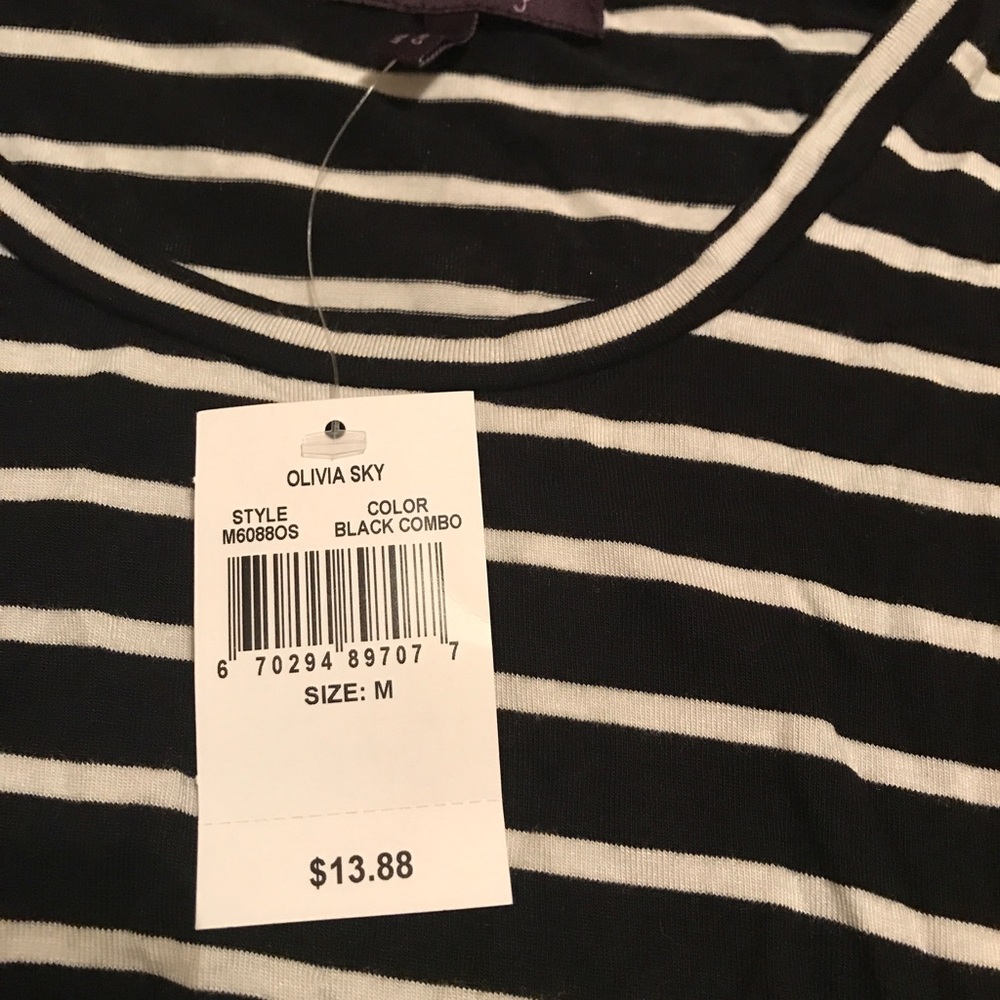 OLIVIA SKY
STYLE COLOR
M6088OS BLACK COMBO
6 70294 89707 7
SIZE: M
$13.88